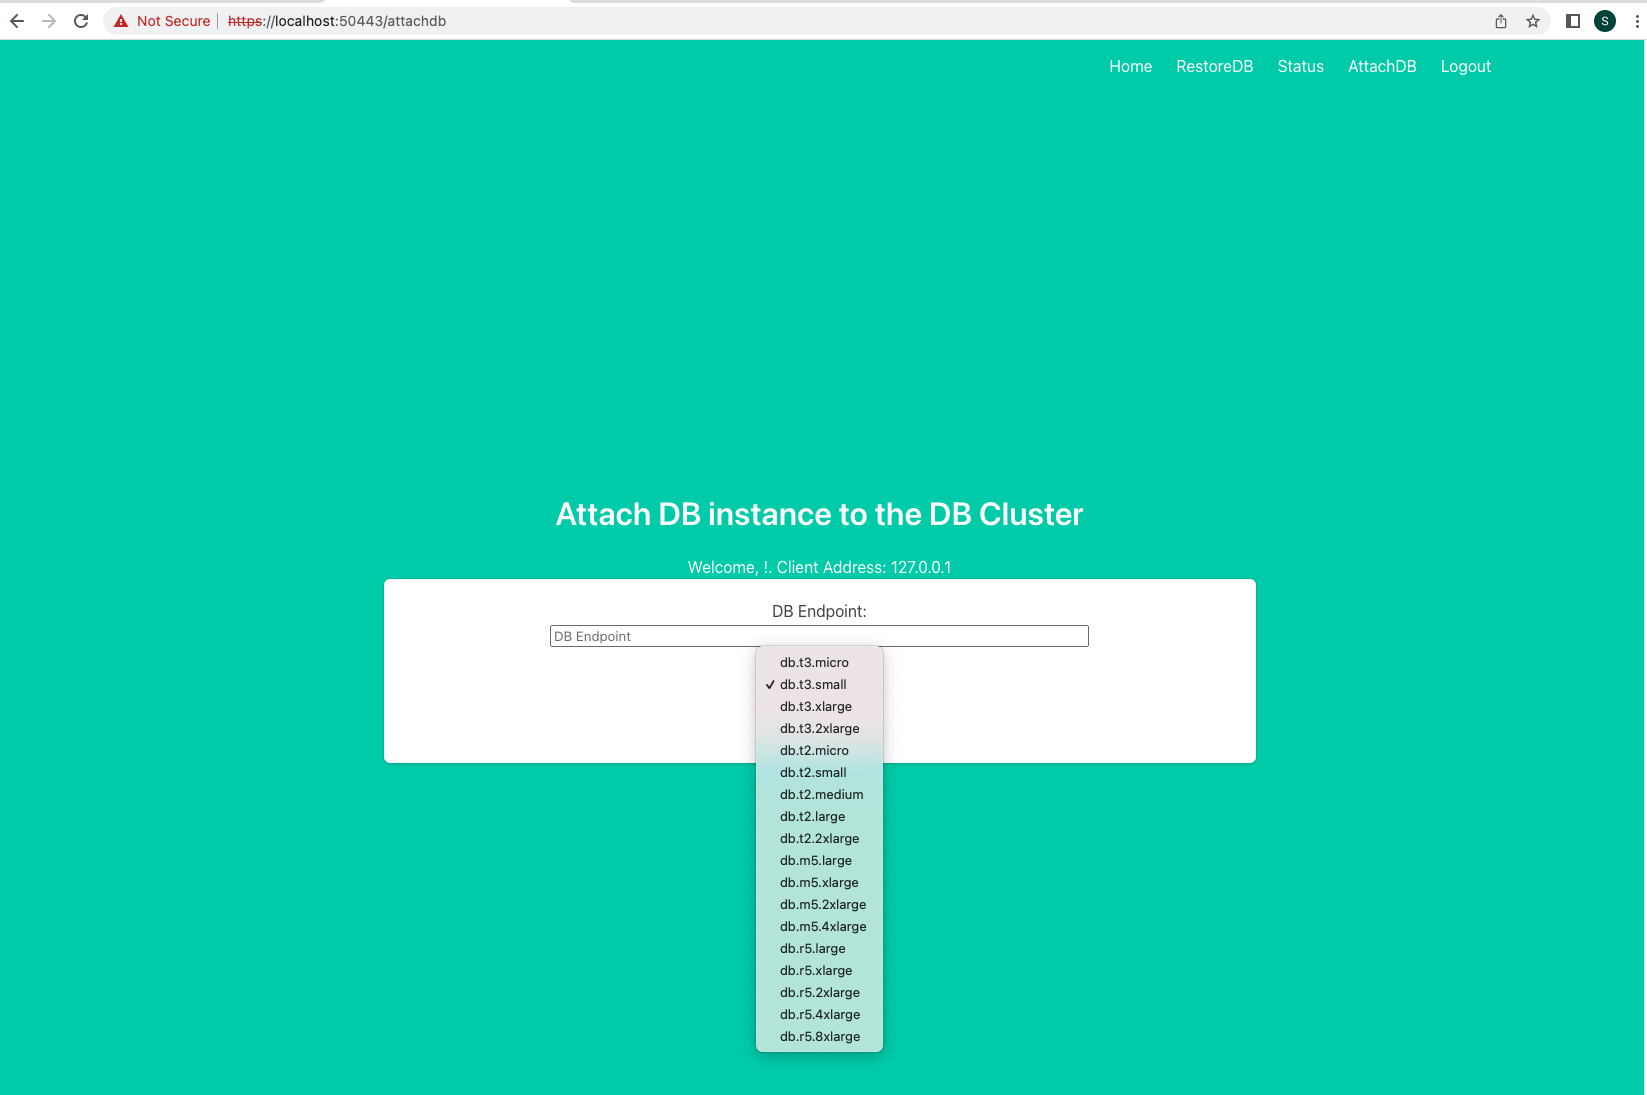 Not Secure https://localhost:50443/attachdb S
Home RestoreDB Status AttachDB Logout
Attach DB instance to the DB Cluster
Welcome, !. Client Address: 127.0.0.1
DB Endpoint:
DB Endpoint
db.t3.micro
✓ db.t3.small
db.t3.xlarge
db.t3.2xlarge
db.t2.micro
db.t2.small
db.t2.medium
db.t2.large
db.t2.2xlarge
db.m5.large
db.m5.xlarge
db.m5.2xlarge
db.m5.4xlarge
db.r5.large
db.r5.xlarge
db.r5.2xlarge
db.r5.4xlarge
db.r5.8xlarge